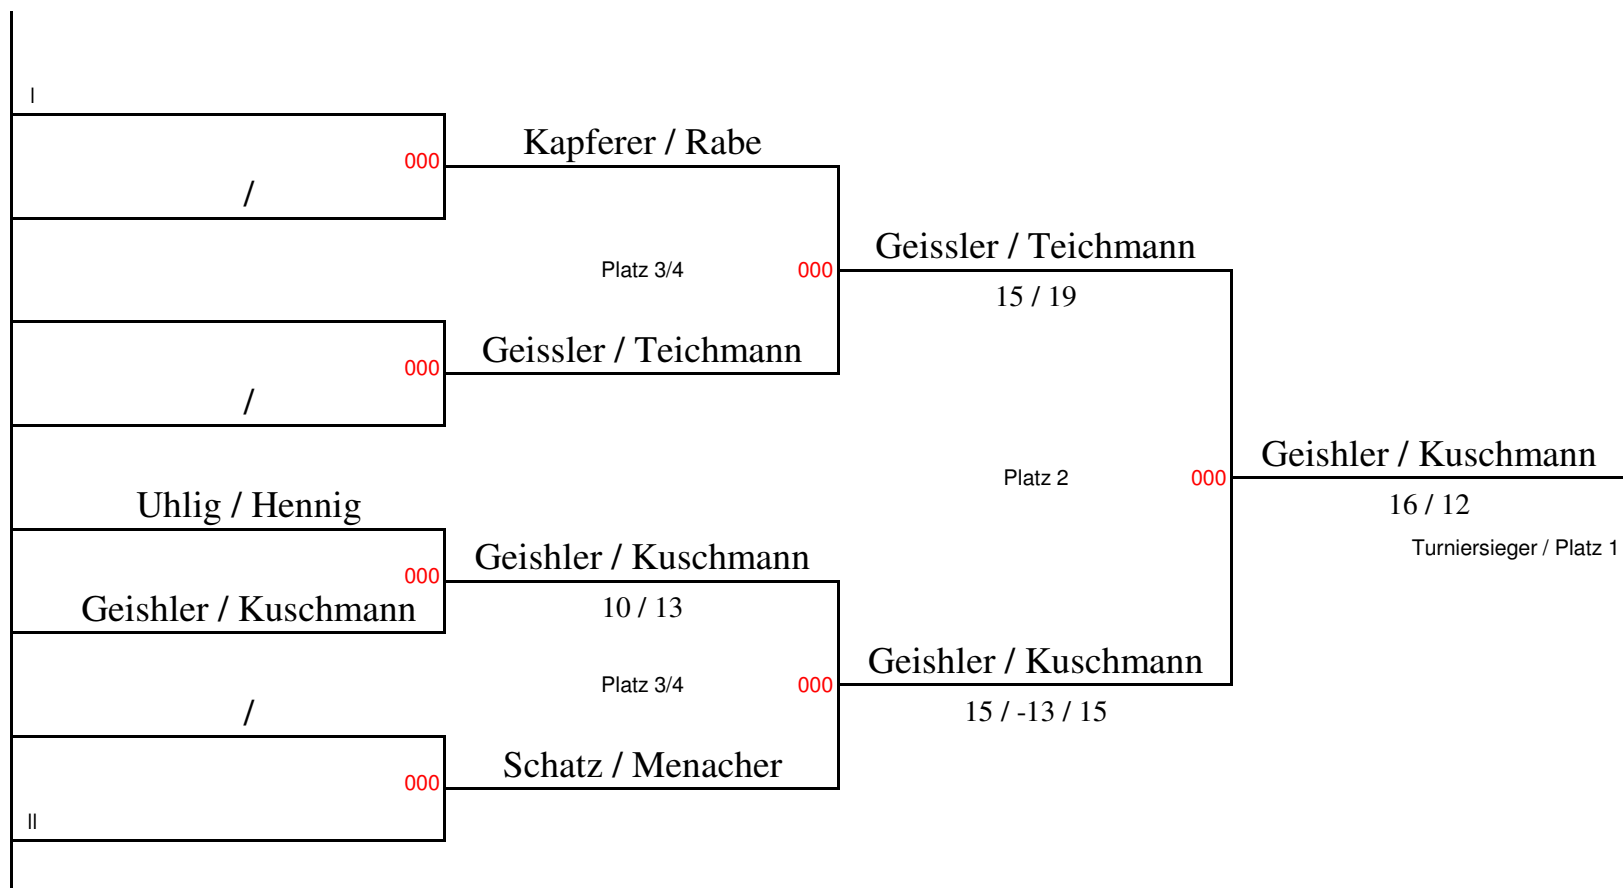 I
Kapferer / Rabe
000
/
Geissler / Teichmann
Platz 3/4
000
15 / 19
Geissler / Teichmann
000
/
Geishler / Kuschmann
Platz 2
000
Uhlig / Hennig
16 / 12
Turniersieger / Platz 1
Geishler / Kuschmann
000
Geishler / Kuschmann
10 / 13
Geishler / Kuschmann
Platz 3/4
000
/
15 / -13 / 15
Schatz / Menacher
000
II